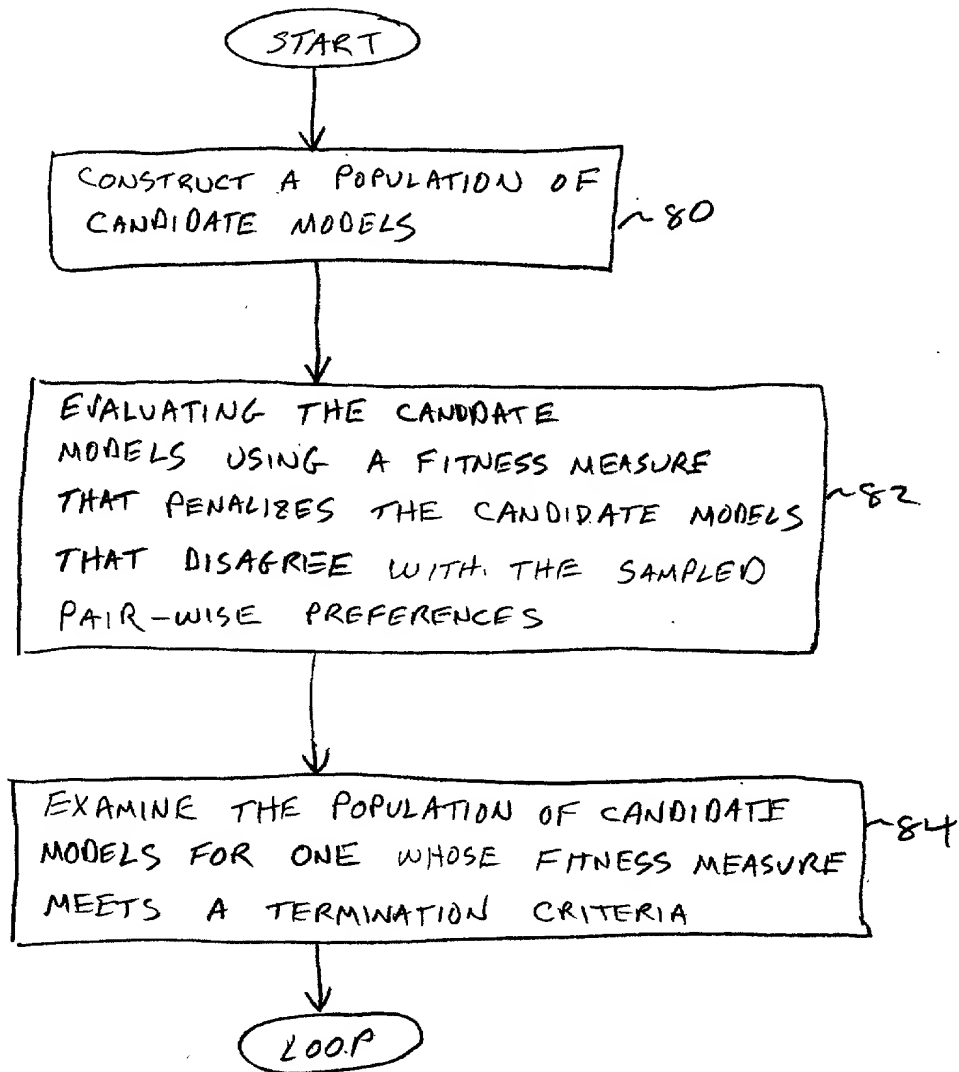 START
CONSTRUCT A POPULATION OF
CANDIDATE MODELS
~80
EVALUATING THE CANDDATE
MODELS USING A FITNESS MEASURE
THAT PENALIZES THE CANDIDATE MODELS
THAT DISAGREE WITH THE SAMPLED
PAIR-WISE PREFERENCES
~82
EXAMINE THE POPULATION OF CANDIDATE
MODELS FOR ONE WHOSE FITNESS MEASURE
MEETS A TERMINATION CRITERIA
~84
LOOP